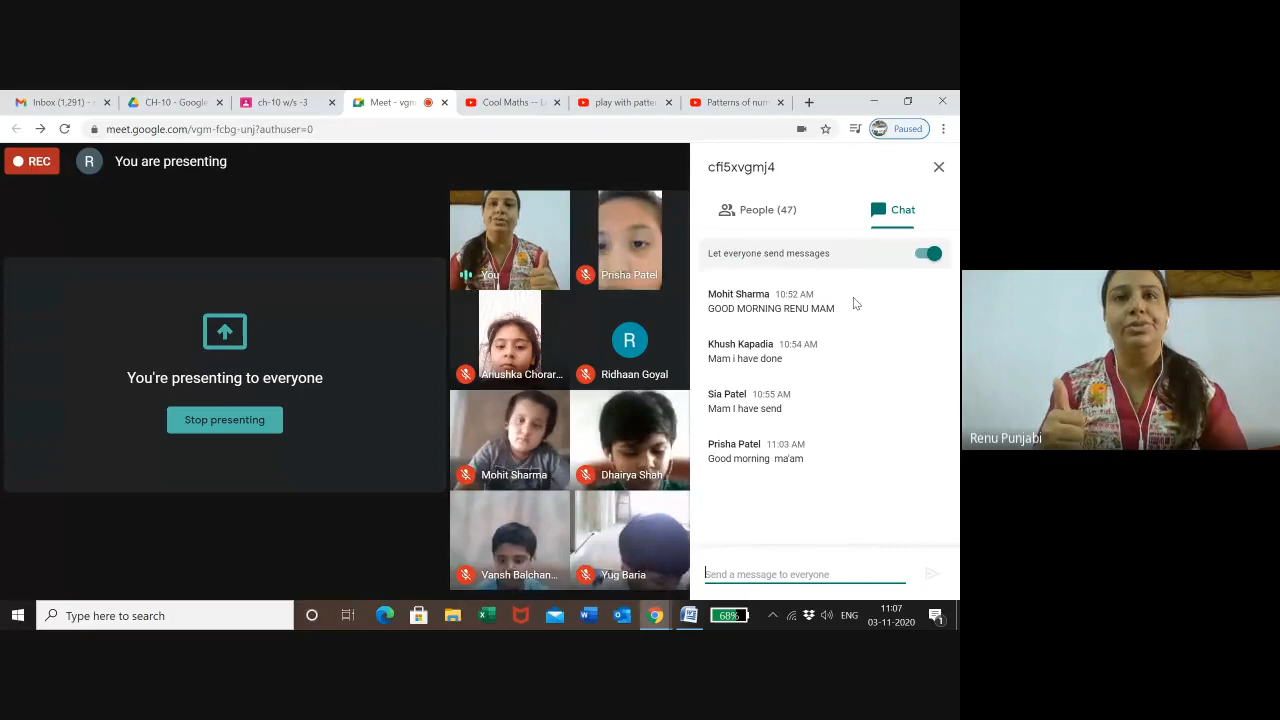 Inbox (1,291) -
CH-10 - Google
ch-10 w/s -3
Meet - vgm
Cool Maths -- L
play with patte
Patterns of num
meet.google.com/vgm-fcbg-unj?authuser=0
Paused
REC
R
You are presenting
You're presenting to everyone
Stop presenting
You
Prisha Patel
Anushka Chorar...
R
Ridhaan Goyal
Mohit Sharma
Dhairya Shah
Vansh Balchan...
Yug Baria
cfi5xvgmj4
People (47)
Chat
Let everyone send messages
Mohit Sharma 10:52 AM
GOOD MORNING RENU MAM
Khush Kapadia 10:54 AM
Mam i have done
Sia Patel 10:55 AM
Mam I have send
Prisha Patel 11:03 AM
Good morning ma'am
Send a message to everyone
Renu Punjabi
Type here to search
68%
ENG
11:07
03-11-2020
1